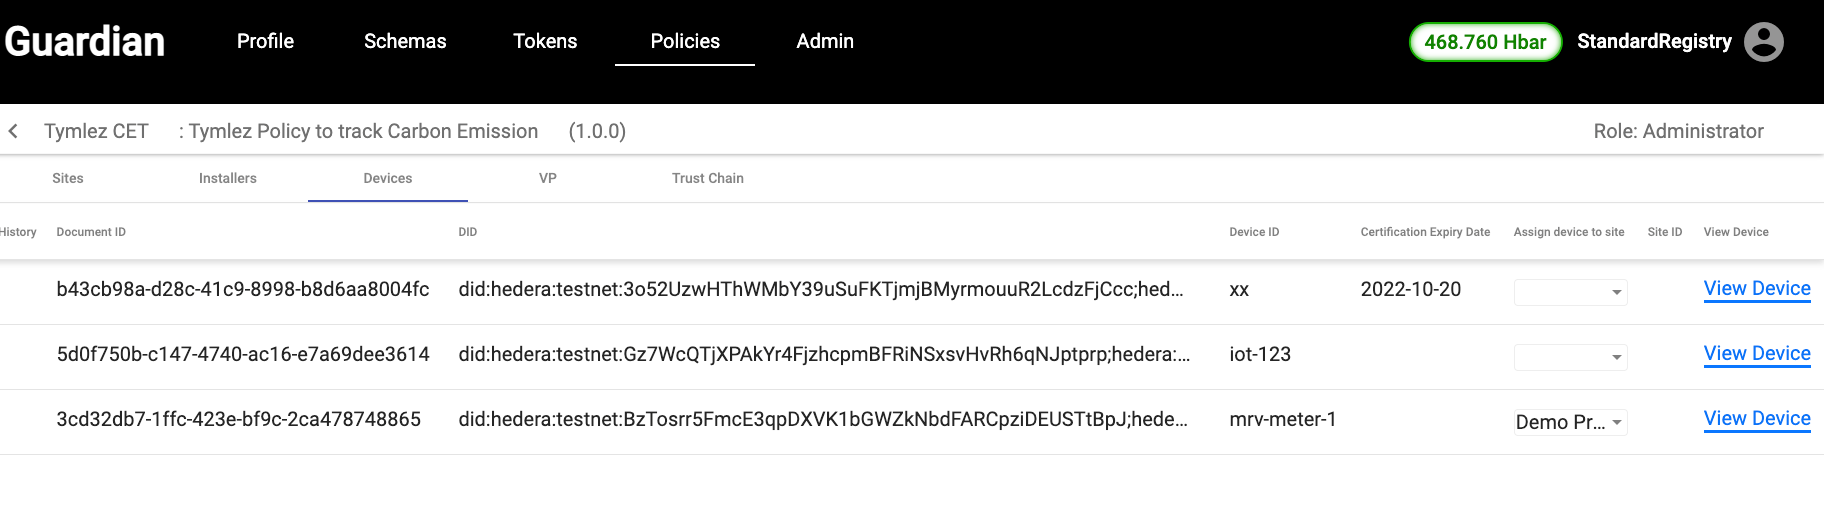 Guardian Profile Schemas Tokens Policies Admin 468.760 Hbar StandardRegistry
Tymlez CET : Tymlez Policy to track Carbon Emission (1.0.0) Role: Administrator
Sites Installers Devices VP Trust Chain
History Document ID DID Device ID Certification Expiry Date Assign device to site Site ID View Device
b43cb98a-d28c-41c9-8998-b8d6aa8004fc did:hedera:testnet:3o52UzwHThWMbY39uSuFKTjmjBMyrmouuR2LcdzFjCcc;hed... xx 2022-10-20 View Device
5d0f750b-c147-4740-ac16-e7a69dee3614 did:hedera:testnet:Gz7WcQTjXPAkYr4FjzhcpmBFRiNSxsvHvRh6qNJptprp;hedera:... iot-123 View Device
3cd32db7-1ffc-423e-bf9c-2ca478748865 did:hedera:testnet:BzTosrr5FmcE3qpDXVK1bGWZkNbdFARCpziDEUSTtBpJ;hede... mrv-meter-1 Demo Pr... View Device